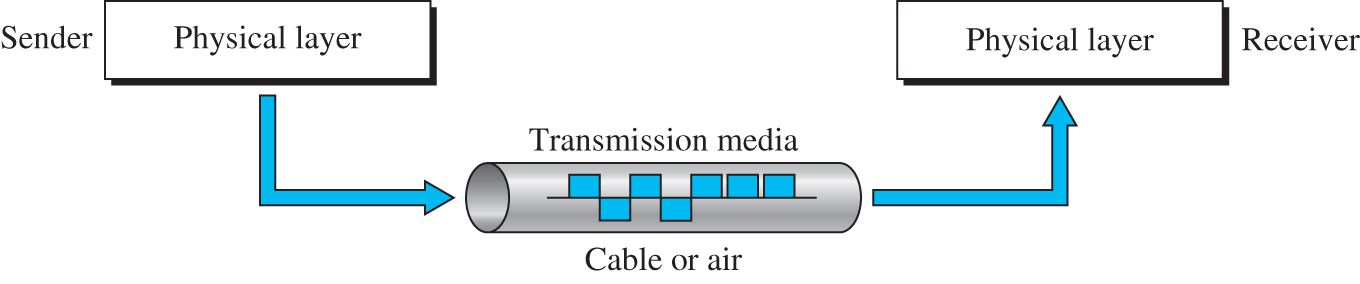 Sender
Physical layer
Physical layer
Receiver
Transmission media
Cable or air